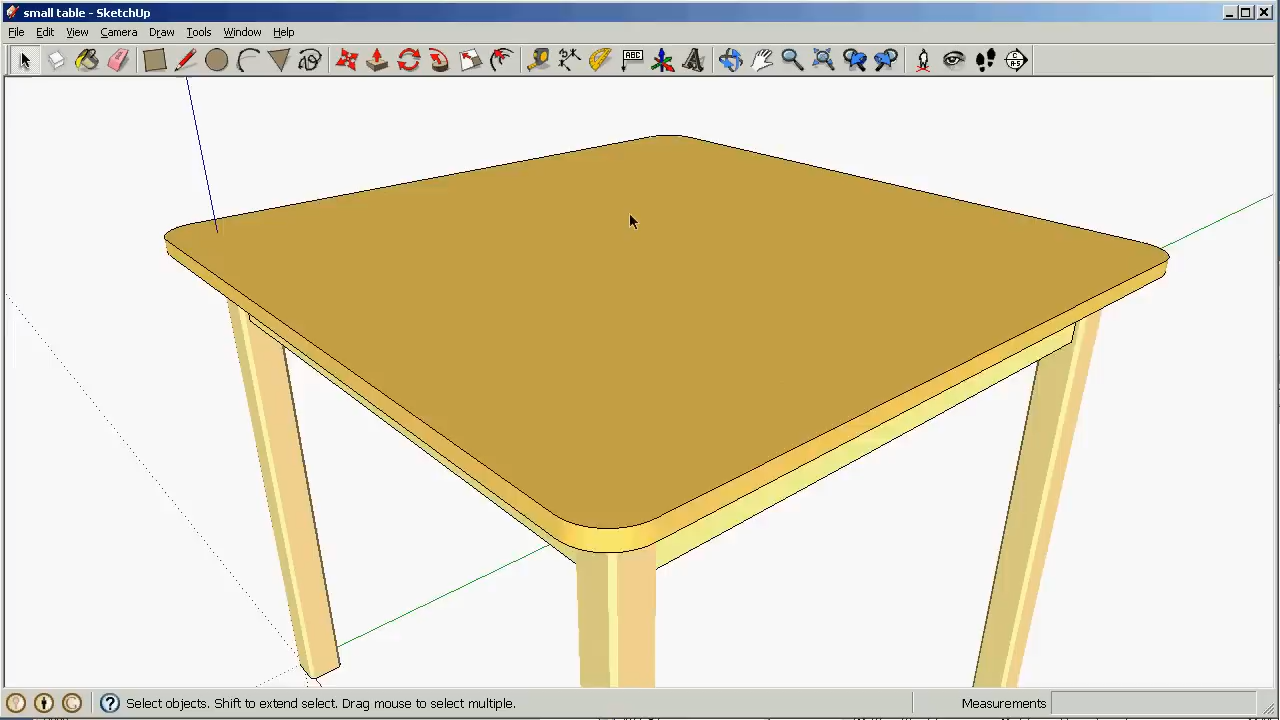 small table - SketchUp
File Edit View Camera Draw Tools Window Help
ABC
Select objects. Shift to extend select. Drag mouse to select multiple.
Measurements